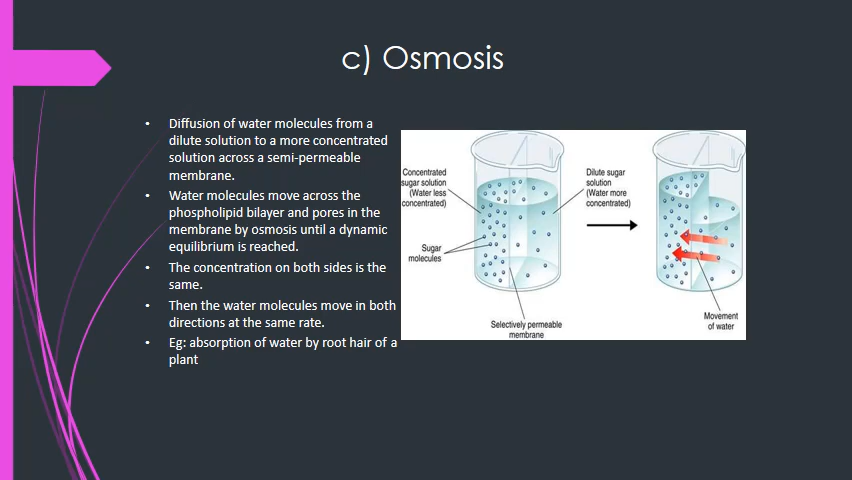 c) Osmosis
• Diffusion of water molecules from a
dilute solution to a more concentrated
solution across a semi-permeable
membrane.
• Water molecules move across the
phospholipid bilayer and pores in the
membrane by osmosis until a dynamic
equilibrium is reached.
• The concentration on both sides is the
same.
• Then the water molecules move in both
directions at the same rate.
• Eg: absorption of water by root hair of a
plant
Concentrated
sugar solution
(Water less
concentrated)
Sugar
molecules
Dilute sugar
solution
(Water more
concentrated)
Selectively permeable
membrane
Movement
of water